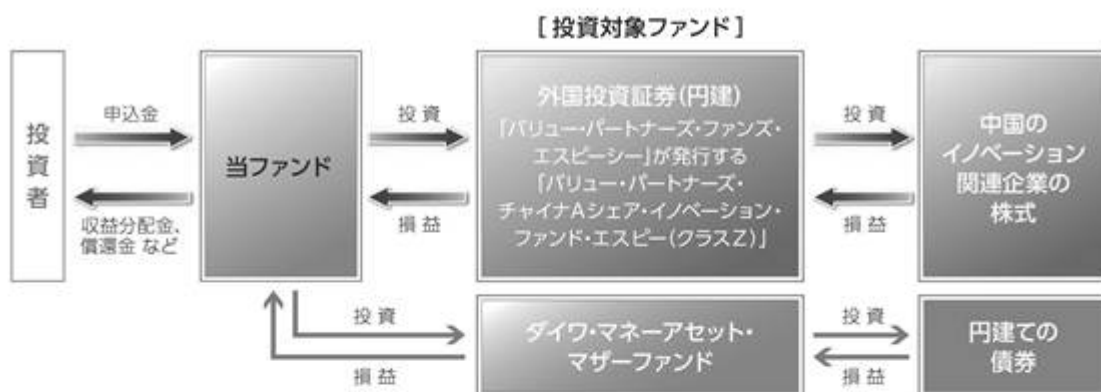 [投資対象ファンド]
投資者
申込金
収益分配金、
償還金 など
当ファンド
投資
損益
外国投資証券(円建)
「バリュー・パートナーズ・ファンズ・
エスピーシー」が発行する
「バリュー・パートナーズ・
チャイナAシェア・イノベーション・
ファンド・エスピー(クラスZ)」
投資
損益
中国の
イノベーション
関連企業の
株式
投資
損益
ダイワ・マネーアセット・
マザーファンド
投資
損益
円建ての
債券